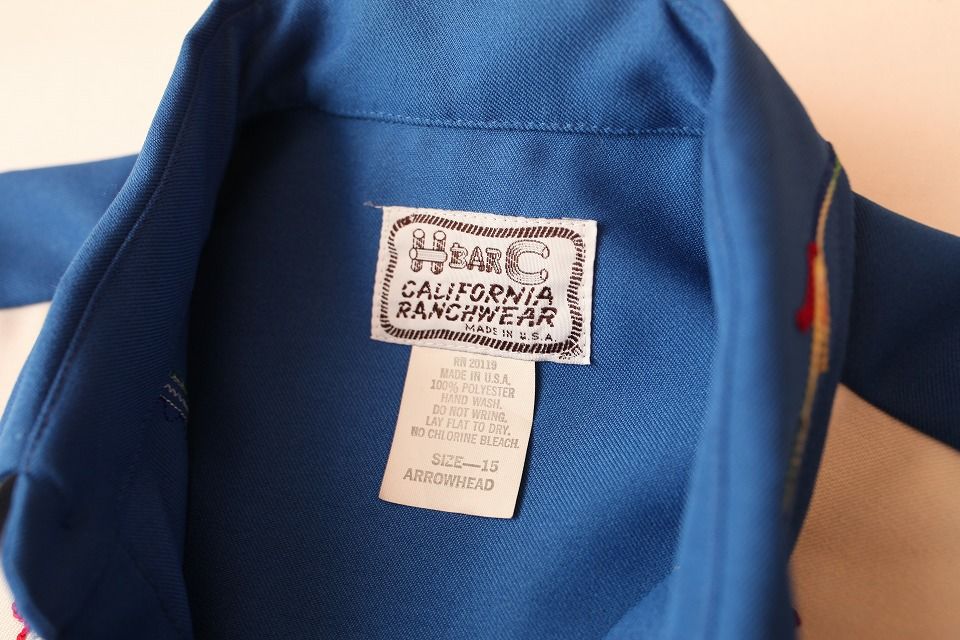 H BAR C
CALIFORNIA
RANCHWEAR
MADE IN U.S.A.
RN 20119
MADE IN U.S.A.
100% POLYESTER
HAND WASH.
DO NOT WRING.
LAY FLAT TO DRY.
NO CHLORINE BLEACH.
SIZE—15
ARROWHEAD